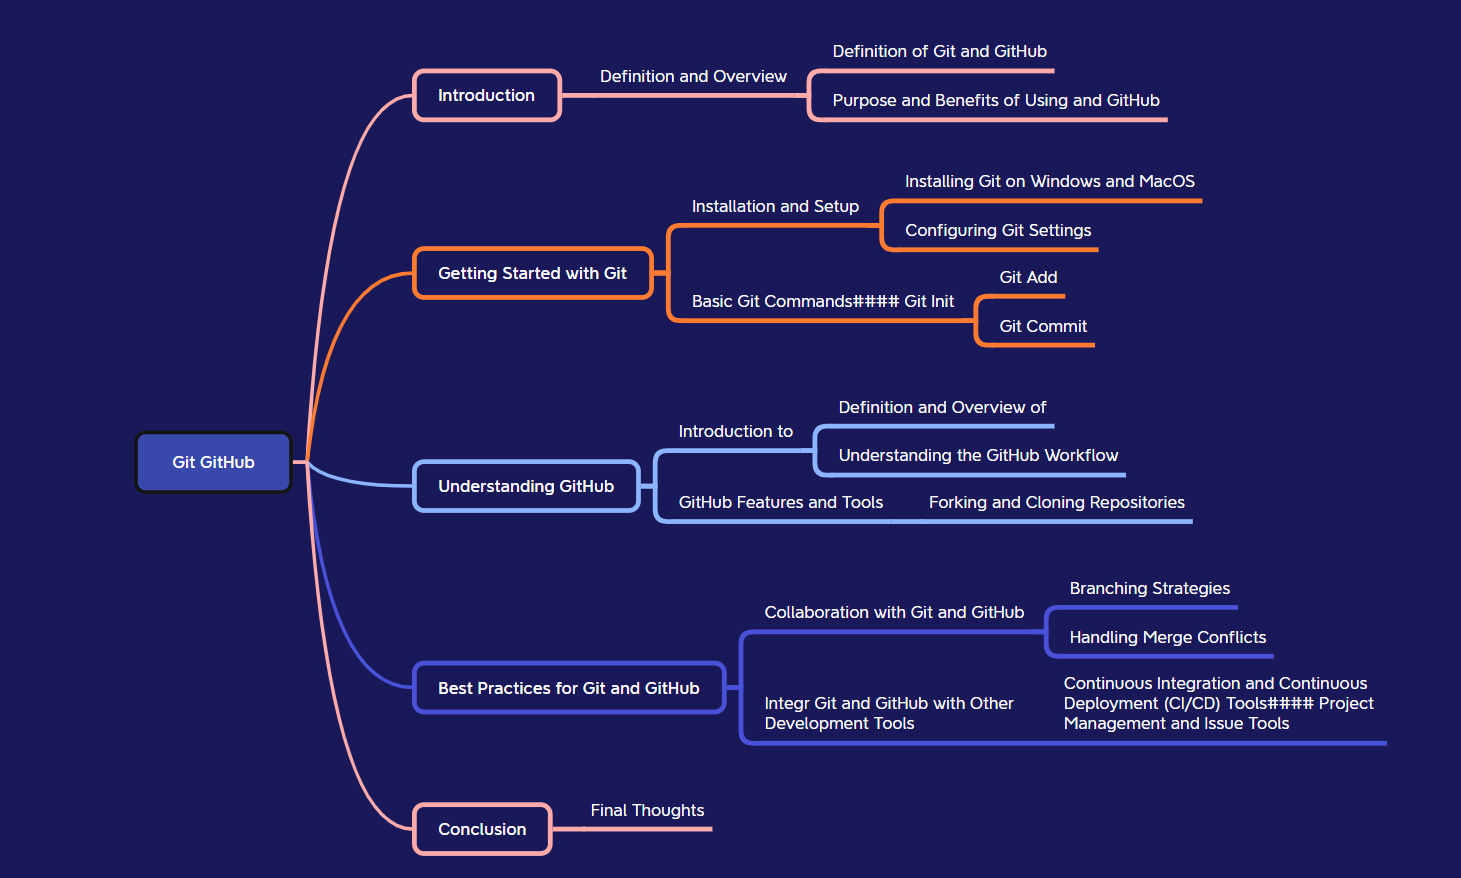 Git GitHub
Introduction
Definition and Overview
Definition of Git and GitHub
Purpose and Benefits of Using and GitHub
Getting Started with Git
Installation and Setup
Installing Git on Windows and MacOS
Configuring Git Settings
Basic Git Commands#### Git Init
Git Add
Git Commit
Understanding GitHub
Introduction to
Definition and Overview of
Understanding the GitHub Workflow
GitHub Features and Tools
Forking and Cloning Repositories
Best Practices for Git and GitHub
Collaboration with Git and GitHub
Branching Strategies
Handling Merge Conflicts
Integr Git and GitHub with Other
Development Tools
Continuous Integration and Continuous
Deployment (CI/CD) Tools#### Project
Management and Issue Tools
Conclusion
Final Thoughts